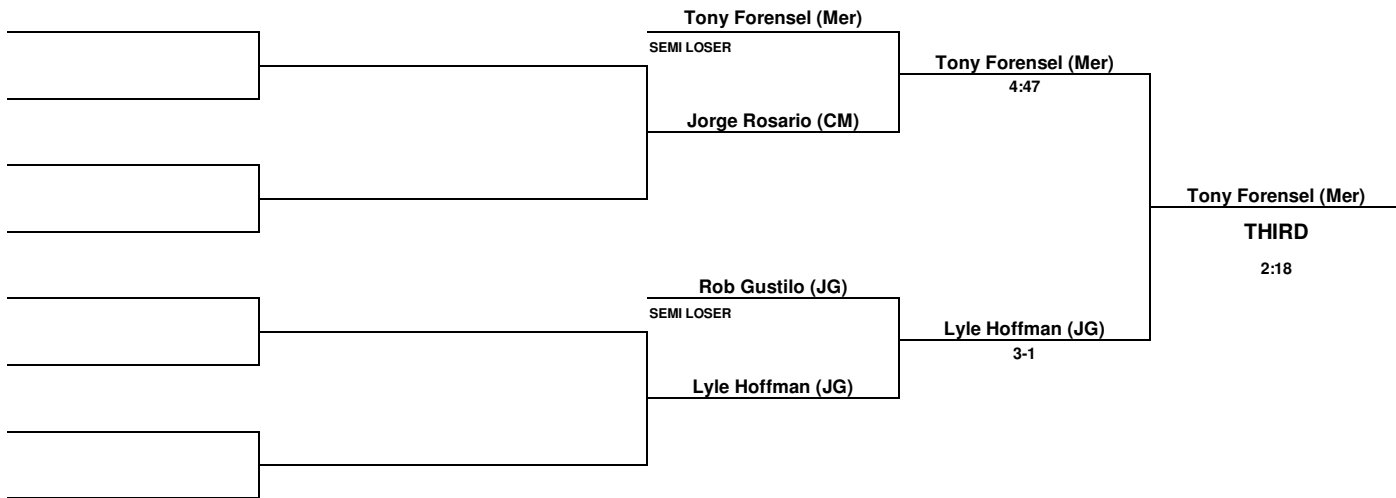 Tony Forensel (Mer)
SEMI LOSER
Tony Forensel (Mer)
4:47
Jorge Rosario (CM)
Tony Forensel (Mer)
THIRD
2:18
Rob Gustilo (JG)
SEMI LOSER
Lyle Hoffman (JG)
3-1
Lyle Hoffman (JG)